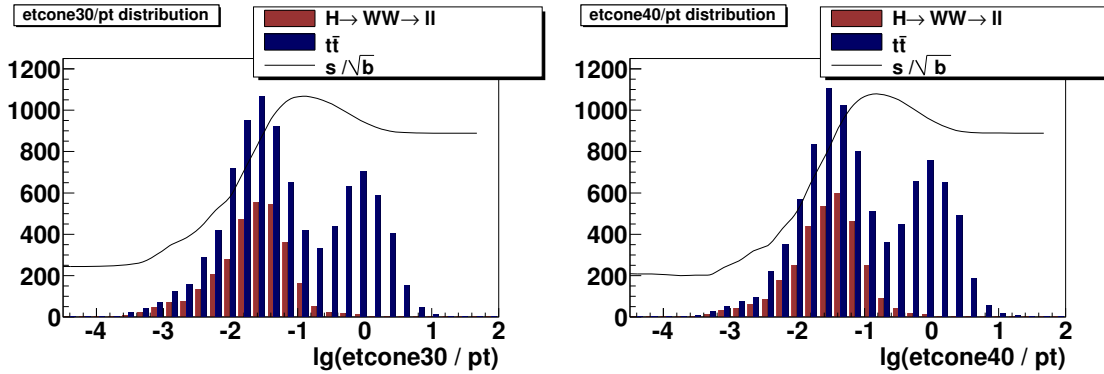 etcone30/pt distribution
H→ WW→ ll
tt̄
s /√b
1200
1000
800
600
400
200
0
-4 -3 -2 -1 0 1 2
lg(etcone30 / pt)
etcone40/pt distribution
H→ WW→ ll
tt̄
s /√b
1200
1000
800
600
400
200
0
-4 -3 -2 -1 0 1 2
lg(etcone40 / pt)